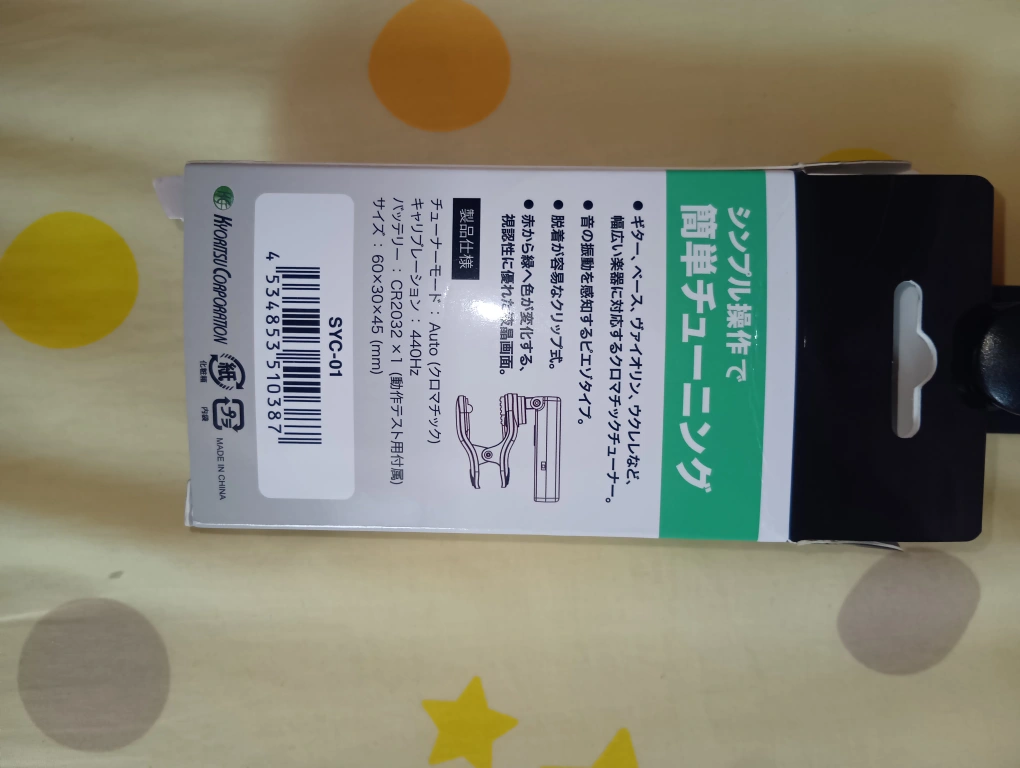 シンプル操作で
簡単チューニング
●ギター、ベース、ヴァイオリン、ウクレレなど、
幅広い楽器に対応するクロマチックチューナー。
●音の振動を感知するピエゾタイプ。
●脱着が容易なクリップ式。
●赤から緑へ色が変化する、
視認性に優れた液晶画面。
製品仕様
チューナーモード：Auto (クロマチック)
キャリブレーション：440Hz
バッテリー：CR2032 ×1 (動作テスト用付属)
サイズ：60×30×45 (mm)
SYC-01
4 534853 510387
KC KYORITSU CORPORATION
紙
化粧箱
プラ
内袋
MADE IN CHINA